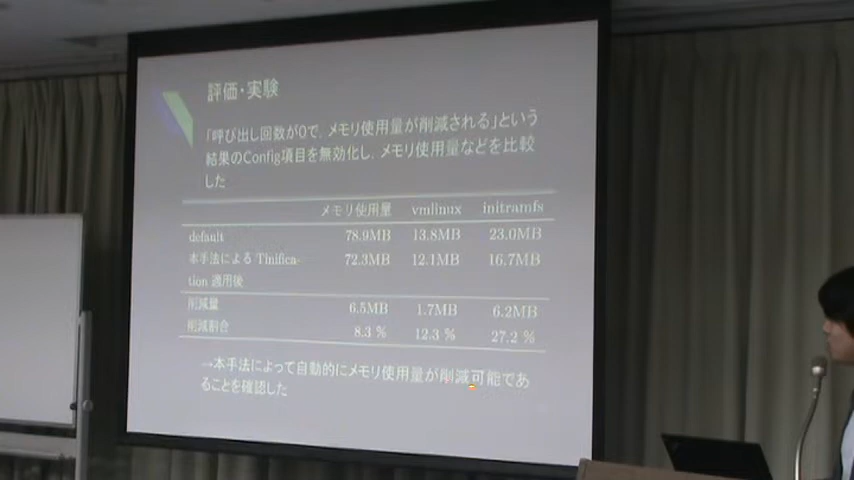 評価・実験
「呼び出し回数が0で、メモリ使用量が削減される」という
結果のConfig項目を無効化し、メモリ使用量などを比較
した
メモリ使用量 vmlinux initramfs
default 78.9MB 13.8MB 23.0MB
本手法による Tinifica- 72.3MB 12.1MB 16.7MB
tion 適用後
削減量 6.5MB 1.7MB 6.2MB
削減割合 8.3 % 12.3 % 27.2 %
→本手法によって自動的にメモリ使用量が削減可能であ
ることを確認した